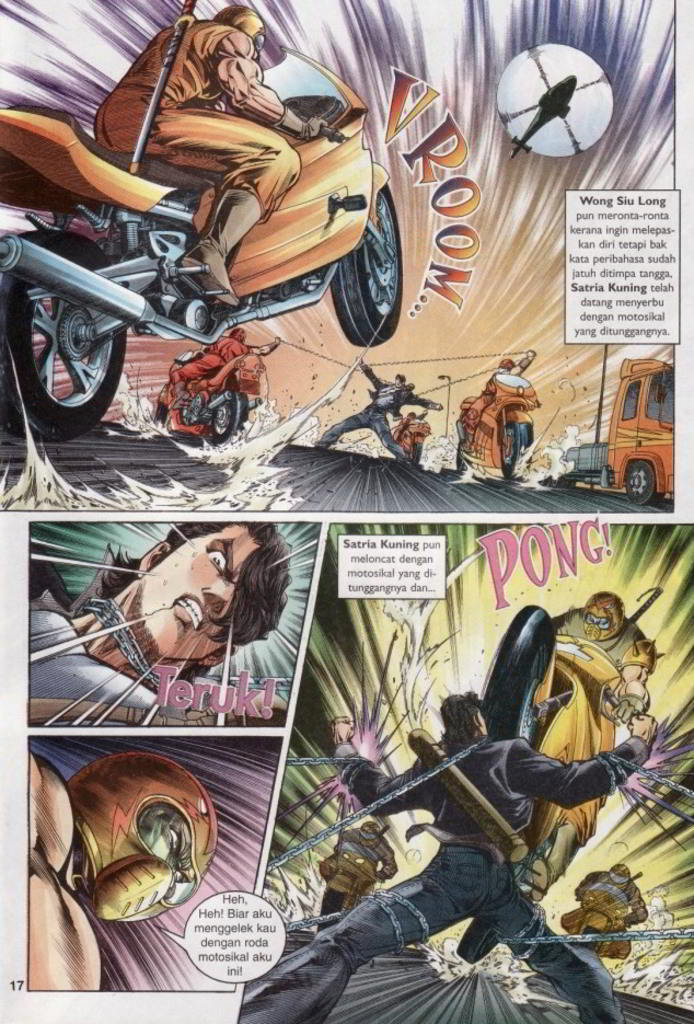 VROOM...
Wong Siu Long
pun meronta-ronta
kerana ingin melepas-
kan diri tetapi bak
kata peribahasa sudah
jatuh ditimpa tangga,
Satria Kuning telah
datang menyerbu
dengan motosikal
yang ditunggangnya.
Teruk!
Heh,
Heh! Biar aku
menggelek kau
dengan roda
motosikal aku
ini!
Satria Kuning pun
meloncat dengan
motosikal yang di-
tunggangnya dan...
PONG!
17